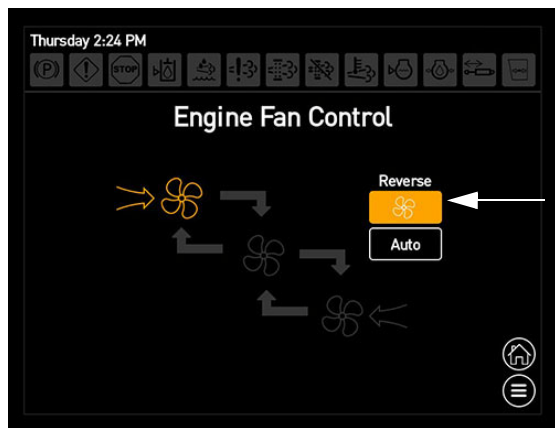 Thursday 2:24 PM
(P) STOP
Engine Fan Control
Reverse
Auto